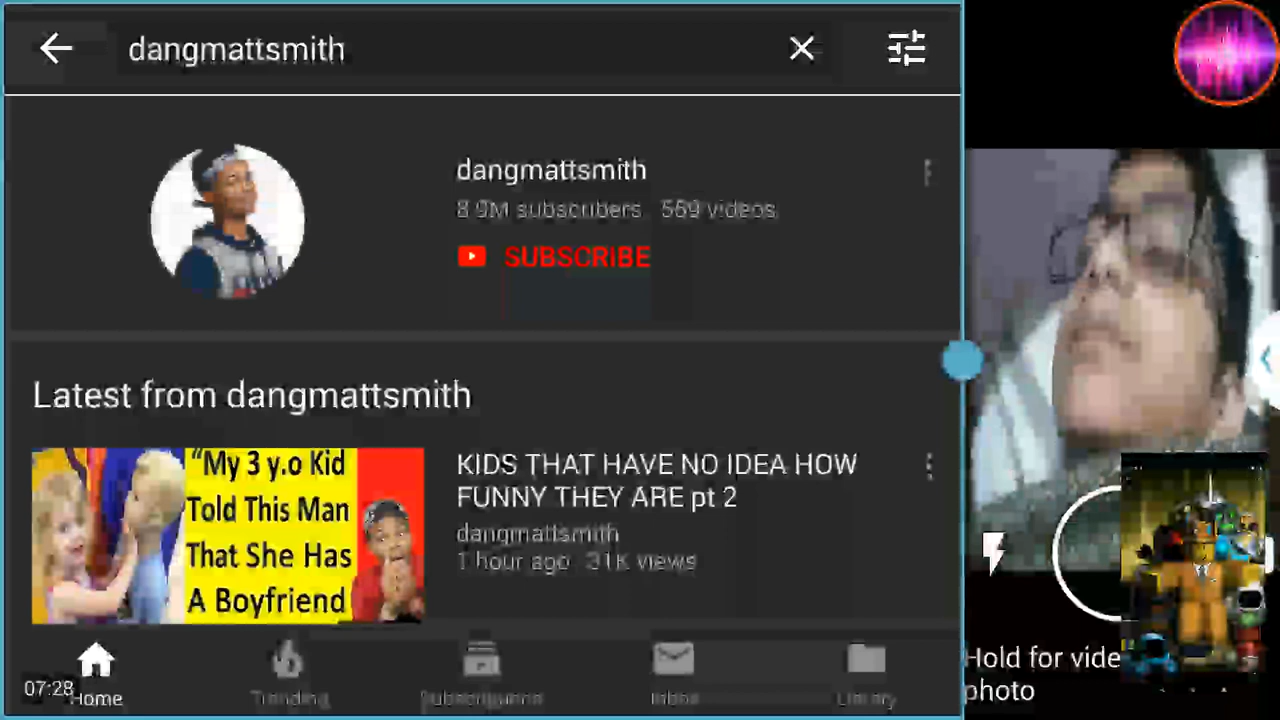 dangmattsmith
dangmattsmith
8.9M subscribers 569 videos
SUBSCRIBE
Latest from dangmattsmith
"My 3 y.o Kid
Told This Man
That She Has
A Boyfriend
KIDS THAT HAVE NO IDEA HOW
FUNNY THEY ARE pt 2
dangmattsmith
1 hour ago 31K views
07:28
Home
Trending
Subscriptions
Inbox
Library
Hold for vide
photo